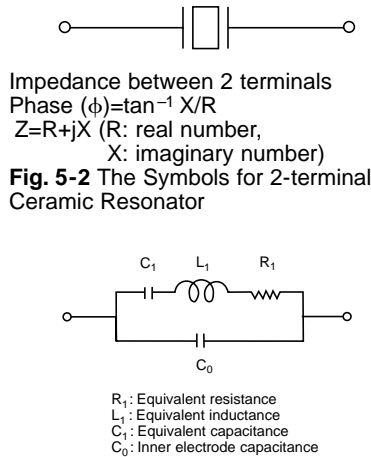 Impedance between 2 terminals
Phase (ϕ)=tan⁻¹ X/R
Z=R+jX (R: real number,
X: imaginary number)
Fig. 5-2 The Symbols for 2-terminal
Ceramic Resonator
C₁ L₁ R₁
C₀
R₁: Equivalent resistance
L₁: Equivalent inductance
C₁: Equivalent capacitance
C₀: Inner electrode capacitance